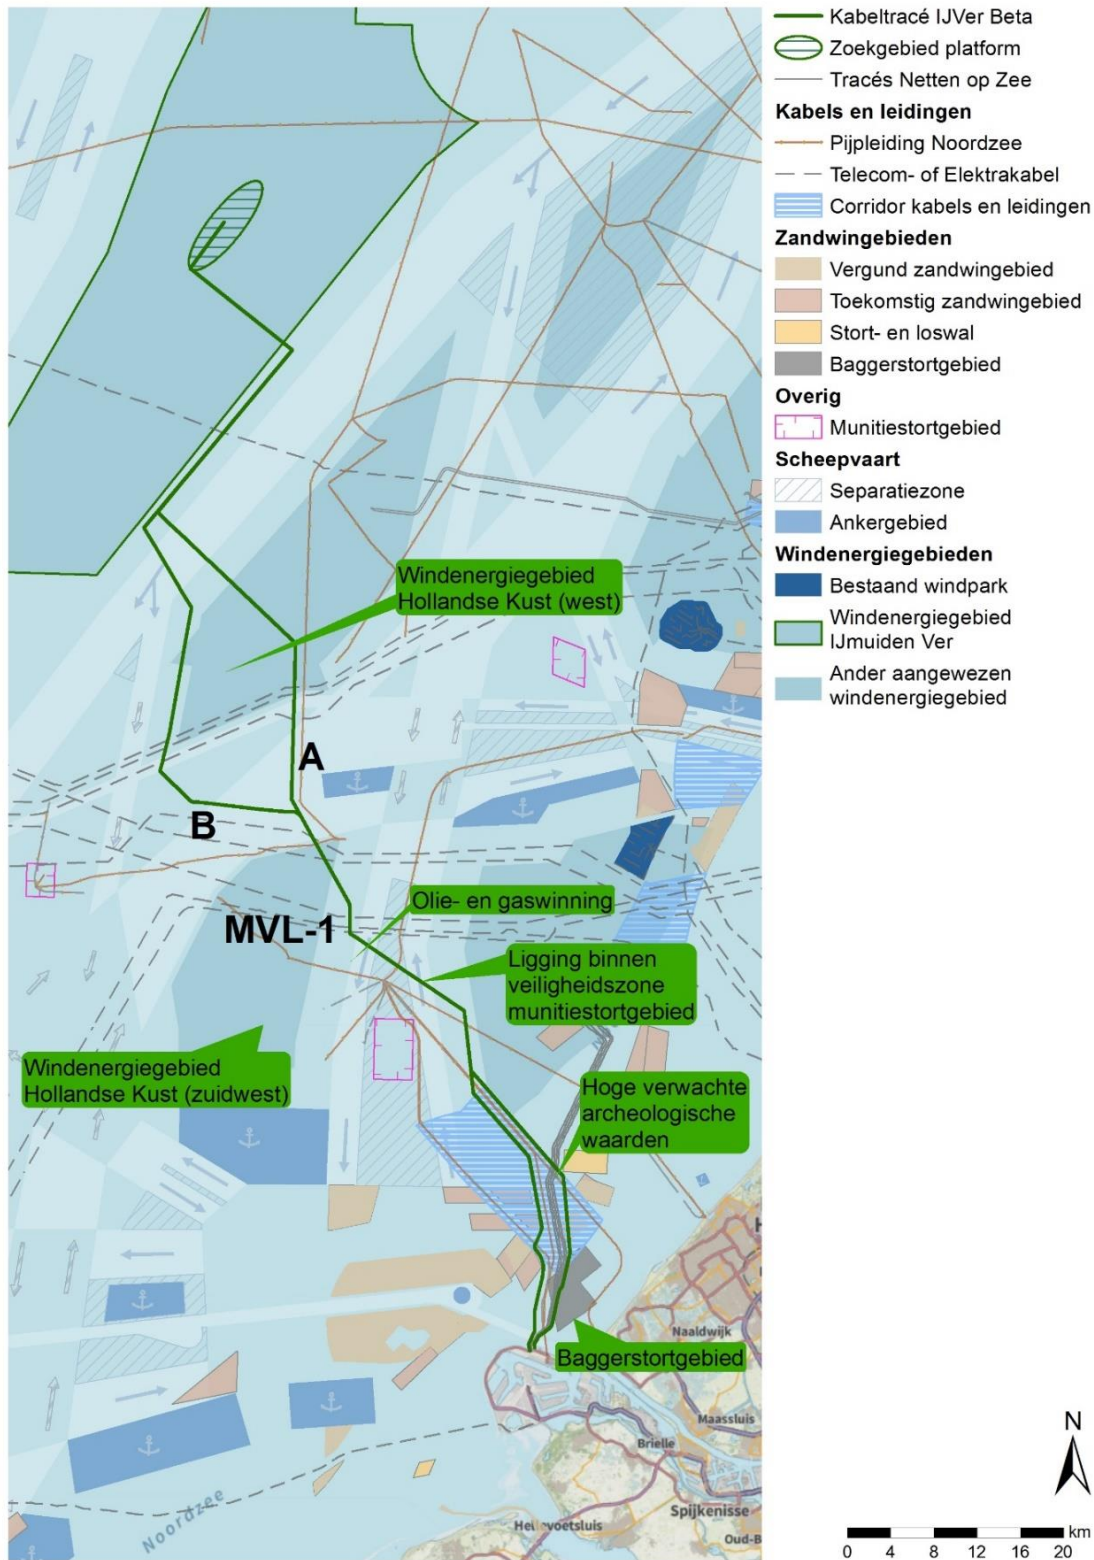 Kabeltracé IJVer Beta
Zoekgebied platform
Tracés Netten op Zee
Kabels en leidingen
Pijpleiding Noordzee
Telecom- of Elektrakabel
Corridor kabels en leidingen
Zandwingebieden
Vergund zandwingebied
Toekomstig zandwingebied
Stort- en loswal
Baggerstortgebied
Overig
Munitiestortgebied
Scheepvaart
Separatiezone
Ankergebied
Windenergiegebieden
Bestaand windpark
Windenergiegebied
IJmuiden Ver
Ander aangewezen
windenergiegebied
Windenergiegebied
Hollandse Kust (west)
A
B
Olie- en gaswinning
MVL-1
Ligging binnen
veiligheidszone
munitiestortgebied
Windenergiegebied
Hollandse Kust (zuidwest)
Hoge verwachte
archeologische
waarden
Naaldwijk
Baggerstortgebied
Maassluis
Brielle
Spijkenisse
Noordzee
Oud-B
N
km
0 4 8 12 16 20